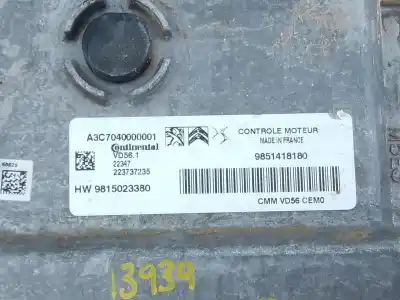 A3C7040000001
Continental
VD56.1
22347
223737235
HW 9815023380
CONTROLE MOTEUR
MADE IN FRANCE
9851418180
CMM VD56 CEM0
13939